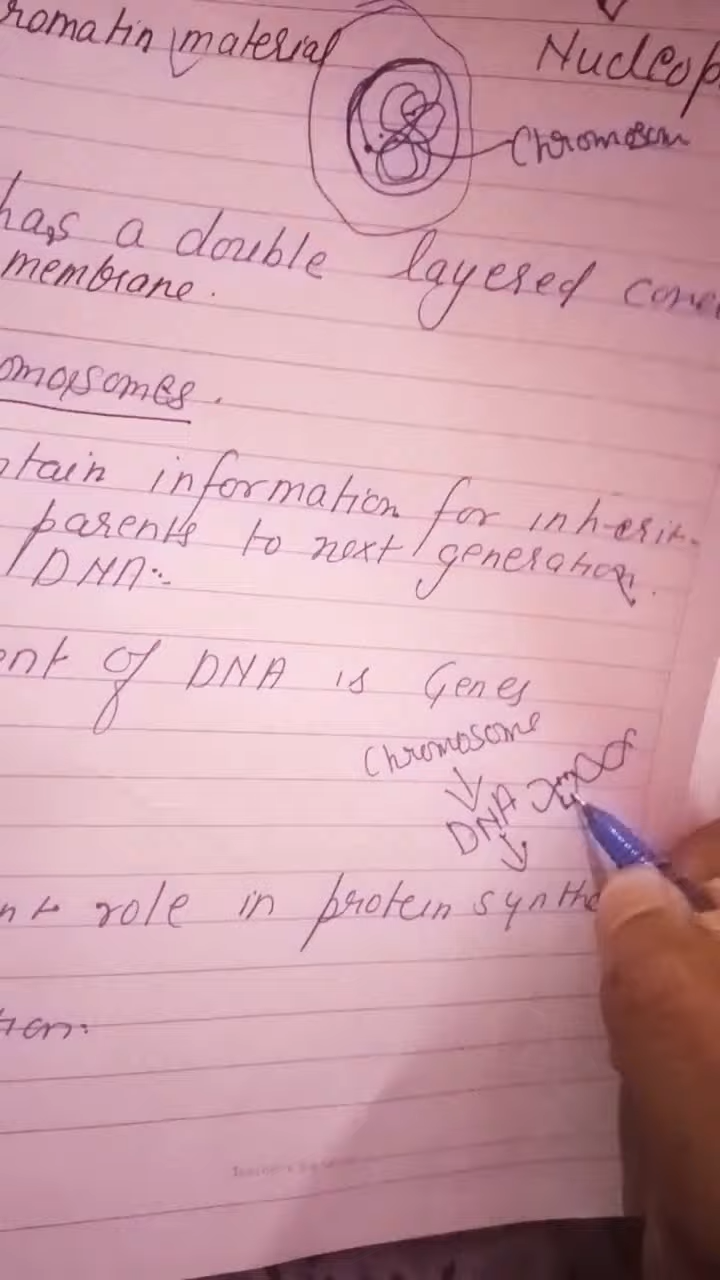 romatin material
Nucleop
Chromosom
has a double layered cove
membrane.
omosomes.
ntain information for inherit-
parents to next generation.
DNA.
ent of DNA is Genes
Chromosome
DNA
nt role in protein synthe
tion.